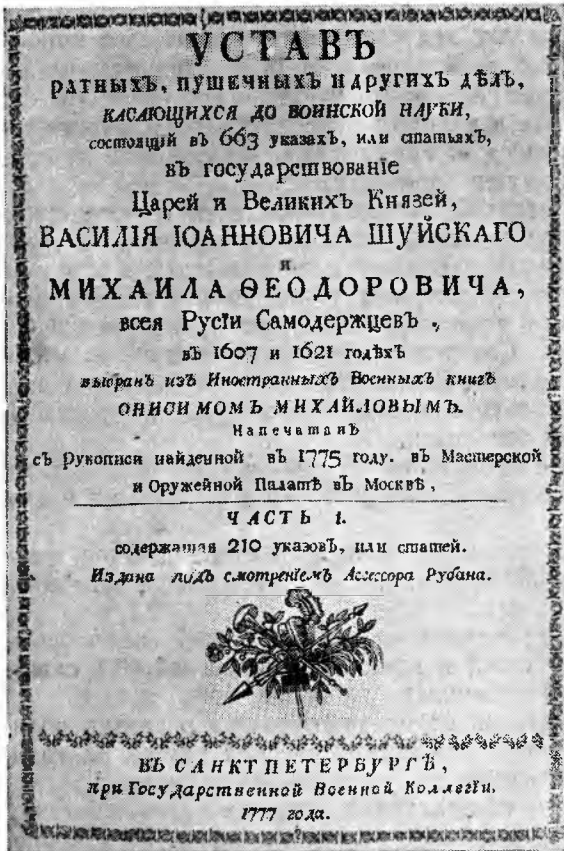 УСТАВЪ
РАТНЫХЪ, ПУШЕЧНЫХЪ И ДРУГИХЪ ДѢЛЪ,
КАСАЮЩИХСЯ ДО ВОИНСКОЙ НАУКИ,
состоящій въ 663 указахъ, или статьяхъ,
въ государствованіе
Царей и Великихъ Князей,
ВАСИЛІЯ ІОАННОВИЧА ШУЙСКАГО
и
МИХАИЛА ѲЕОДОРОВИЧА,
всея Русіи Самодержцевъ,
въ 1607 и 1621 годѣхъ
выбранъ изъ Иностранныхъ Военныхъ книгъ
ОНИСИМОМЪ МИХАЙЛОВЫМЪ.
Напечатанъ
съ Рукописи найденной въ 1775 году. въ Мастерской
и Оружейной Палатѣ въ Москвѣ,
ЧАСТЬ I.
содержащая 210 указовъ, или статей.
Издана подъ смотреніемъ Ассесора Рубана.
ВЪ САНКТПЕТЕРБУРГѢ,
при Государственной Военной Коллегіи,
1777 года.